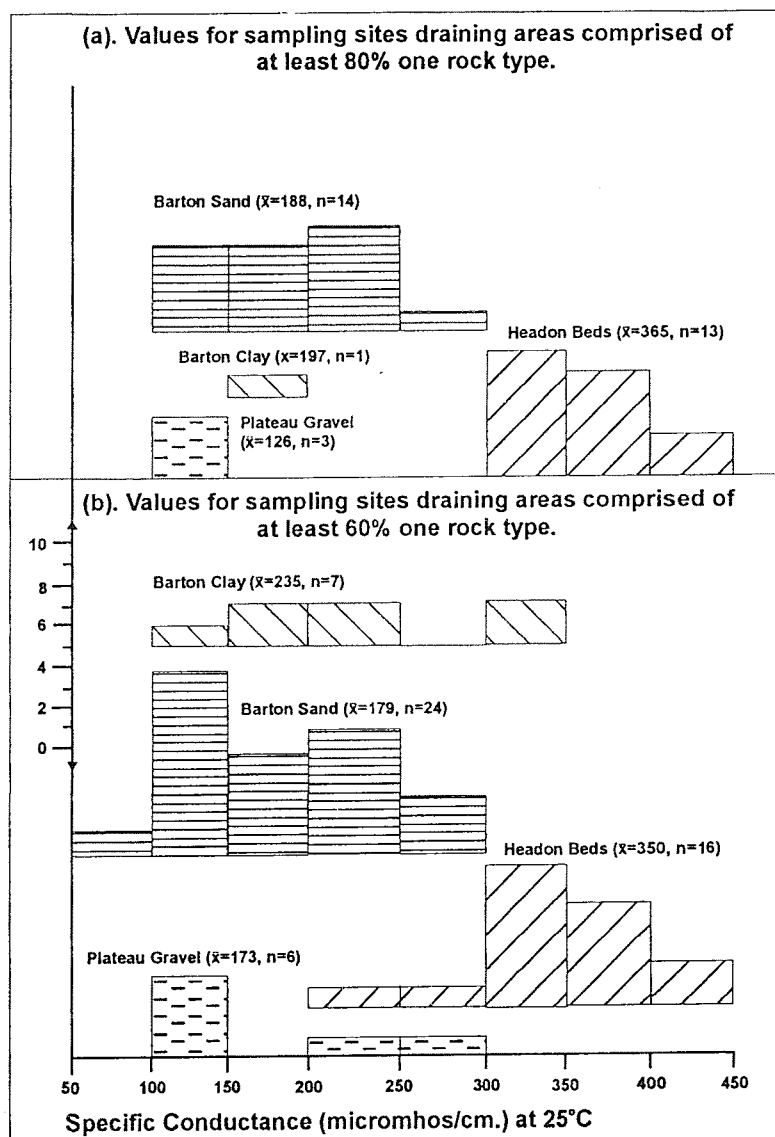 (a). Values for sampling sites draining areas comprised of
at least 80% one rock type.
Barton Sand (x̄=188, n=14)
Headon Beds (x̄=365, n=13)
Barton Clay (x=197, n=1)
Plateau Gravel
(x̄=126, n=3)
(b). Values for sampling sites draining areas comprised of
at least 60% one rock type.
10
8
6
4
2
0
Barton Clay (x̄=235, n=7)
Barton Sand (x̄=179, n=24)
Headon Beds (x̄=350, n=16)
Plateau Gravel (x̄=173, n=6)
50 100 150 200 250 300 350 400 450
Specific Conductance (micromhos/cm.) at 25°C